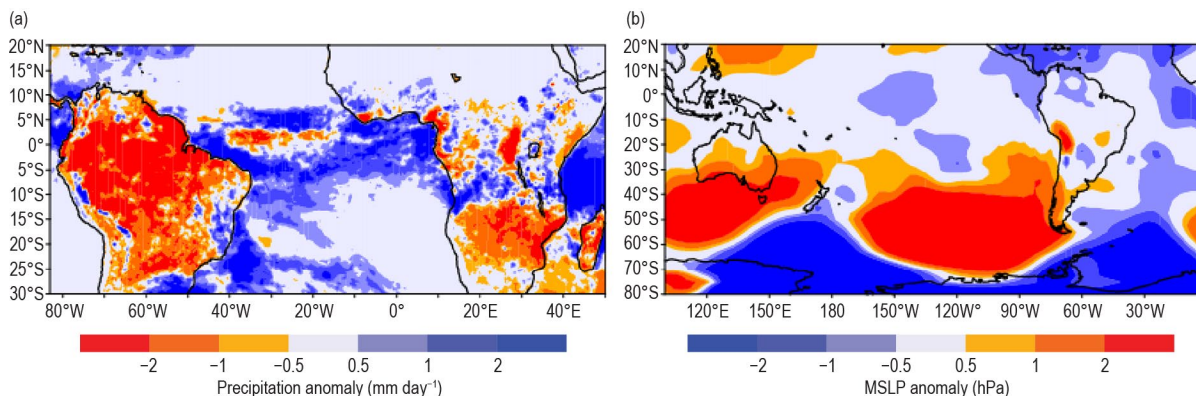 (a)
20°N
15°N
10°N
5°N
0°
5°S
10°S
15°S
20°S
25°S
30°S
80°W 60°W 40°W 20°W 0° 20°E 40°E
−2 −1 −0.5 0.5 1 2
Precipitation anomaly (mm day⁻¹)
(b)
20°N
10°N
0°
10°S
20°S
30°S
40°S
50°S
60°S
70°S
80°S
120°E 150°E 180° 150°W 120°W 90°W 60°W 30°W 0°
−2 −1 −0.5 0.5 1 2
MSLP anomaly (hPa)